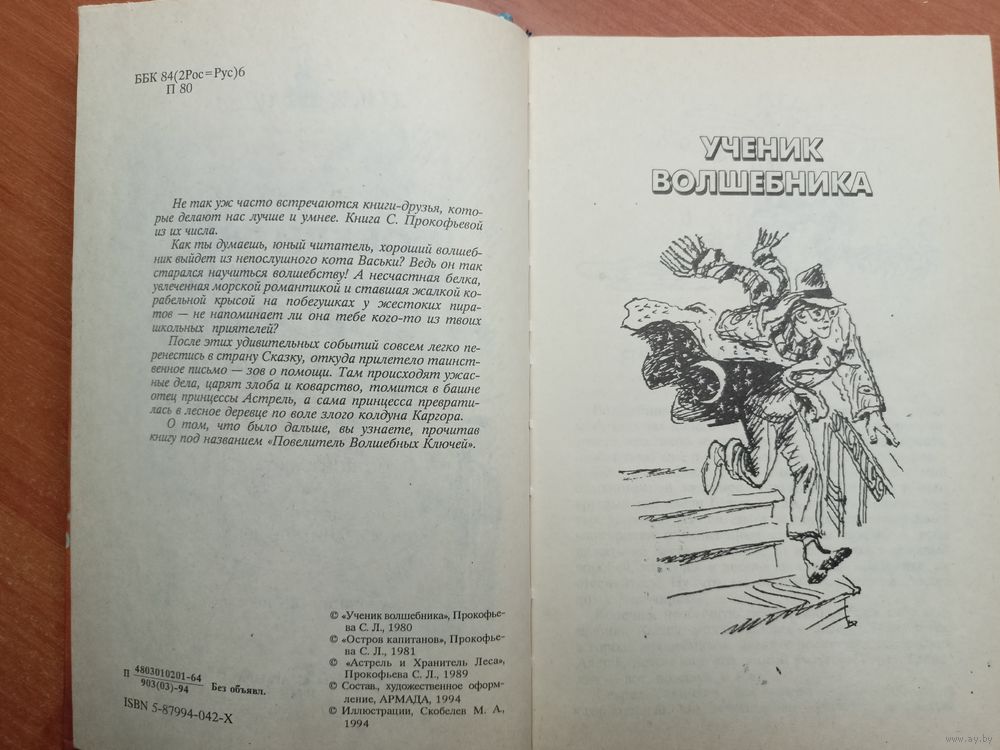 ББК 84(2Рос=Рус)6
П 80
Не так уж часто встречаются книги-друзья, кото-
рые делают нас лучше и умнее. Книга С. Прокофьевой
из их числа.
Как ты думаешь, юный читатель, хороший волшеб-
ник выйдет из непослушного кота Васьки? Ведь он так
старался научиться волшебству! А несчастная белка,
увлеченная морской романтикой и ставшая жалкой ко-
рабельной крысой на побегушках у жестоких пира-
тов — не напоминает ли она тебе кого-то из твоих
школьных приятелей?
После этих удивительных событий совсем легко пе-
ренестись в страну Сказку, откуда прилетело таинст-
венное письмо — зов о помощи. Там происходят ужас-
ные дела, царят злоба и коварство, томится в башне
отец принцессы Астрель, а сама принцесса преврати-
лась в лесное деревце по воле злого колдуна Каргора.
О том, что было дальше, вы узнаете, прочитав
книгу под названием «Повелитель Волшебных Ключей».
© «Ученик волшебника», Прокофье-
ва С. Л., 1980
© «Остров капитанов», Прокофье-
ва С. Л., 1981
© «Астрель и Хранитель Леса»,
Прокофьева С. Л., 1989
© Состав., художественное оформ-
ление, АРМАДА, 1994
© Иллюстрации, Скобелев М. А.,
1994
П 4803010201-64
903(03)-94 Без объявл.
ISBN 5-87994-042-X
УЧЕНИК
ВОЛШЕБНИКА
www.ay.by